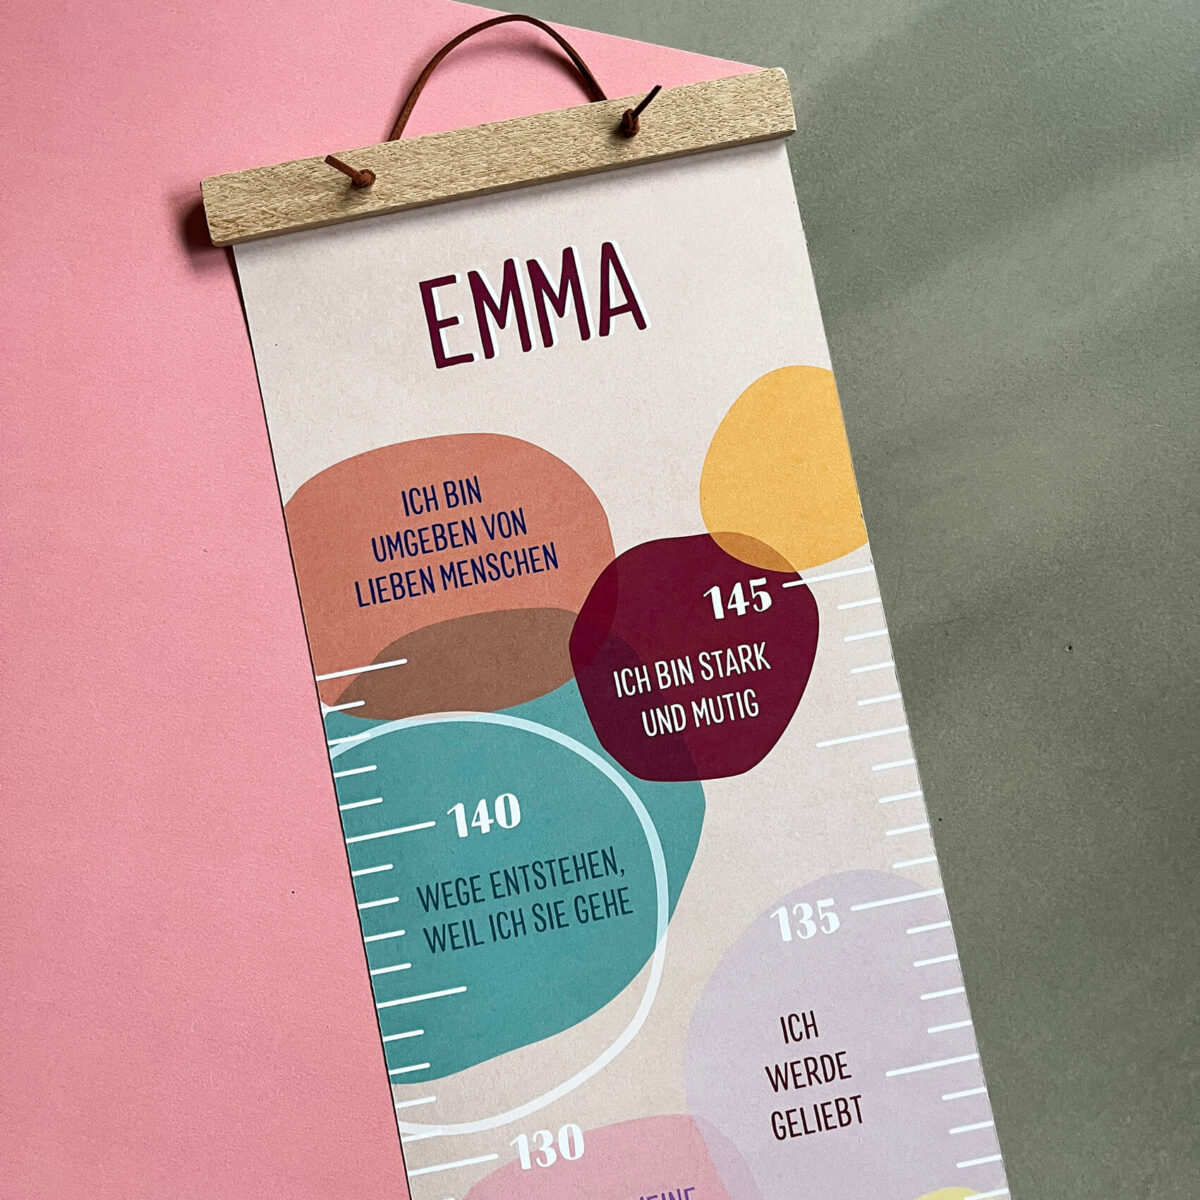 EMMA
ICH BIN
UMGEBEN VON
LIEBEN MENSCHEN
145
ICH BIN STARK
UND MUTIG
140
WEGE ENTSTEHEN,
WEIL ICH SIE GEHE
135
ICH
WERDE
GELIEBT
130